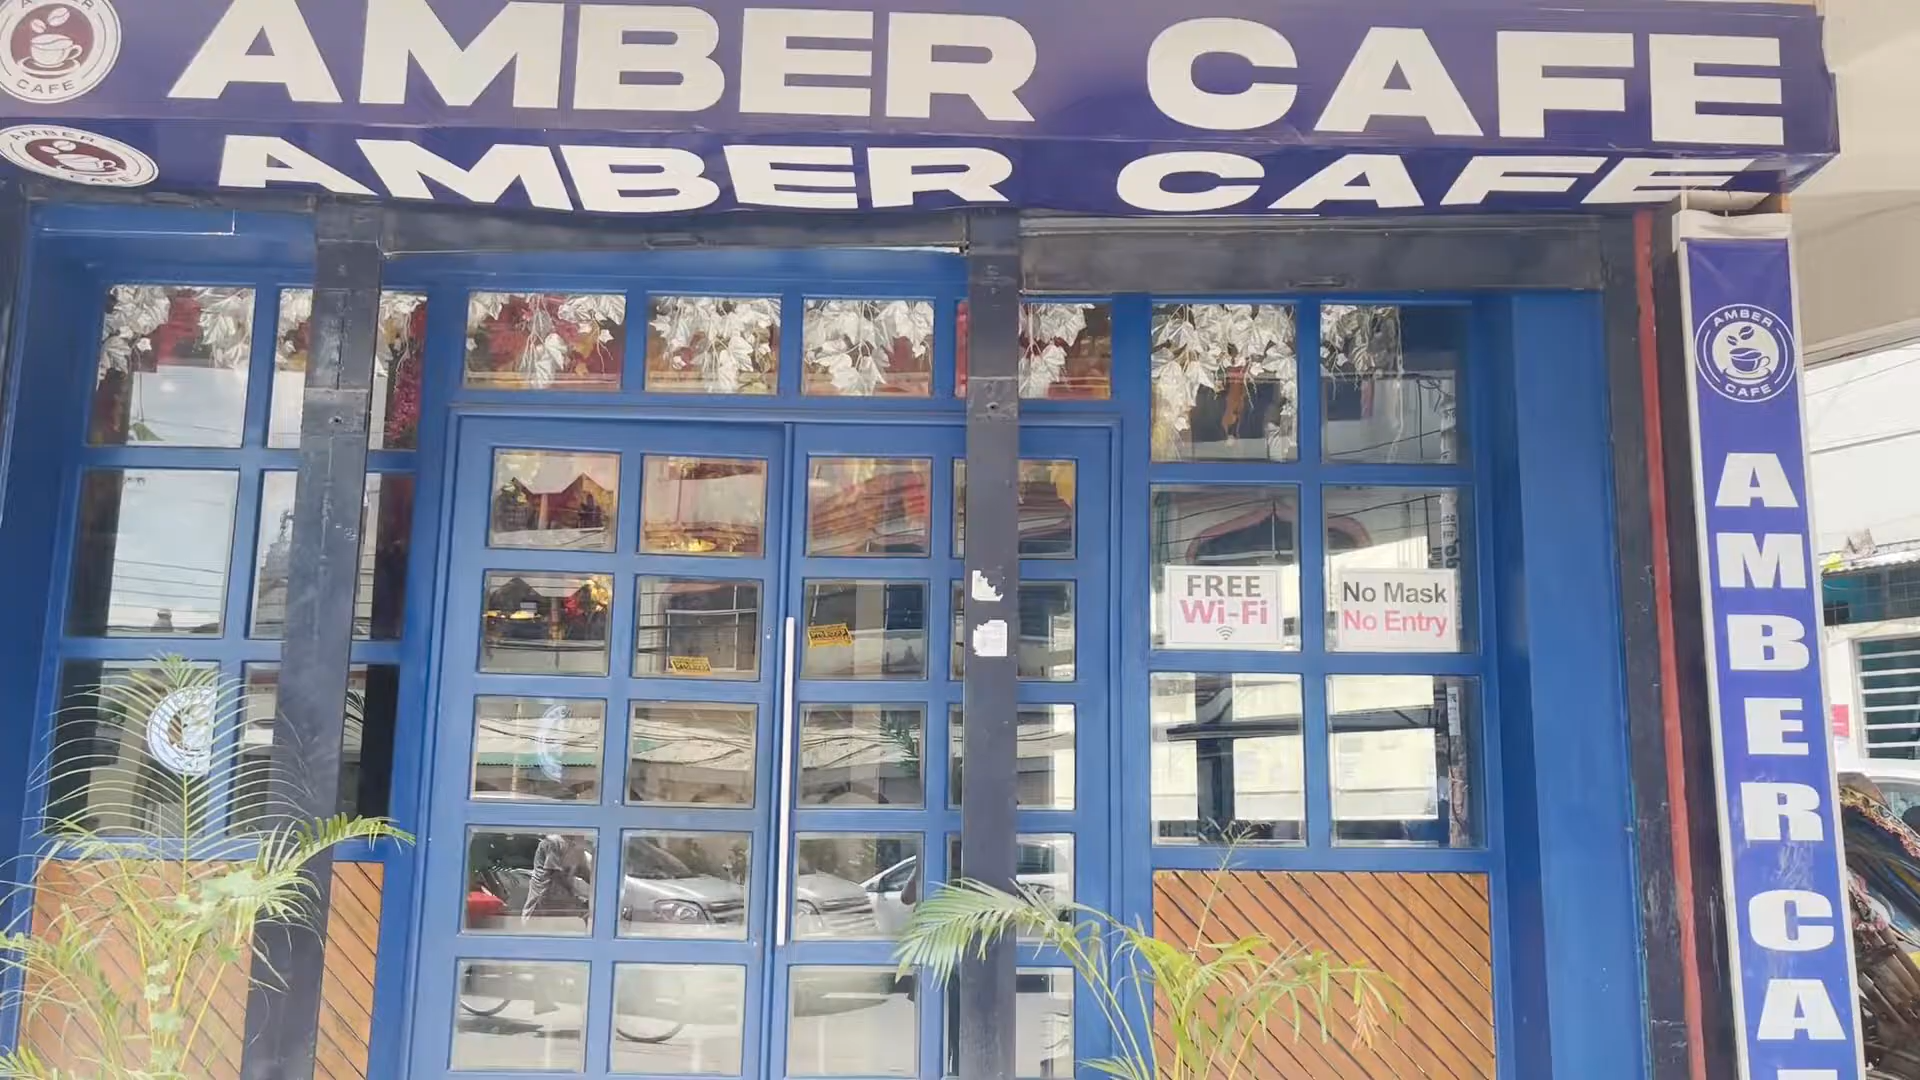 AMBER
CAFE
AMBER CAFE
AMBER
CAFE
AMBER CAFE
AMBER
CAFE
AMBER CA
FREE
Wi-Fi
No Mask
No Entry